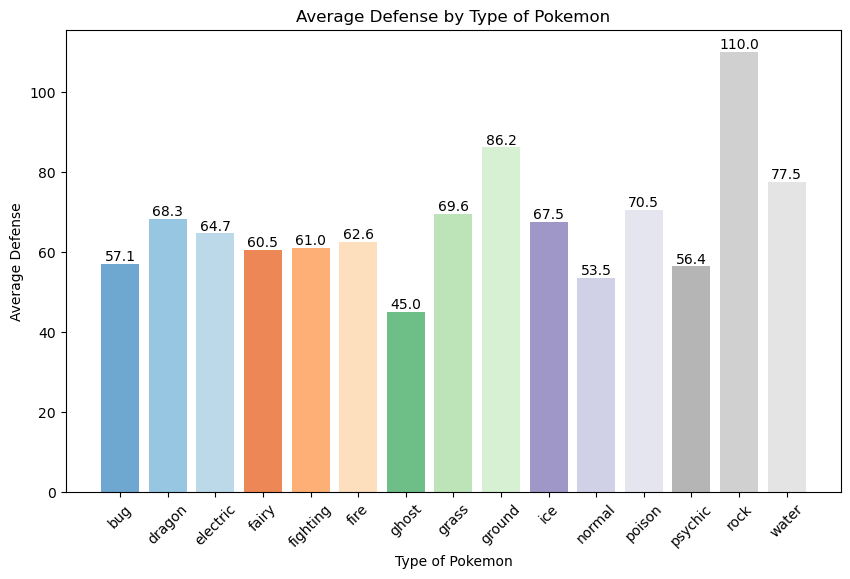 Average Defense by Type of Pokemon
Average Defense
100
80
60
40
20
0
57.1
68.3
64.7
60.5
61.0
62.6
45.0
69.6
86.2
67.5
53.5
70.5
56.4
110.0
77.5
bug
dragon
electric
fairy
fighting
fire
ghost
grass
ground
ice
normal
poison
psychic
rock
water
Type of Pokemon